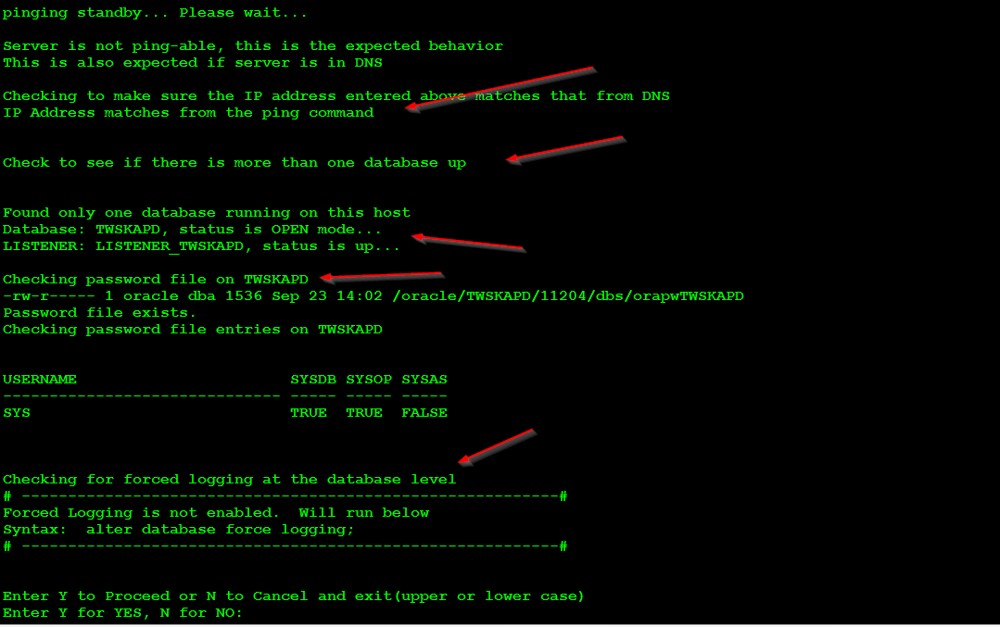 pinging standby... Please wait...
Server is not ping-able, this is the expected behavior
This is also expected if server is in DNS
Checking to make sure the IP address entered above matches that from DNS
IP Address matches from the ping command
Check to see if there is more than one database up
Found only one database running on this host
Database: TWSKAPD, status is OPEN mode...
LISTENER: LISTENER_TWSKAPD, status is up...
Checking password file on TWSKAPD
-rw-r----- 1 oracle dba 1536 Sep 23 14:02 /oracle/TWSKAPD/11204/dbs/orapwTWSKAPD
Password file exists.
Checking password file entries on TWSKAPD
USERNAME                       SYSDB SYSOP SYSAS
------------------------------ ----- ----- -----
SYS                            TRUE  TRUE  FALSE
Checking for forced logging at the database level
# ----------------------------------------------------------#
Forced Logging is not enabled.  Will run below
Syntax:  alter database force logging;
# ----------------------------------------------------------#
Enter Y to Proceed or N to Cancel and exit(upper or lower case)
Enter Y for YES, N for NO: